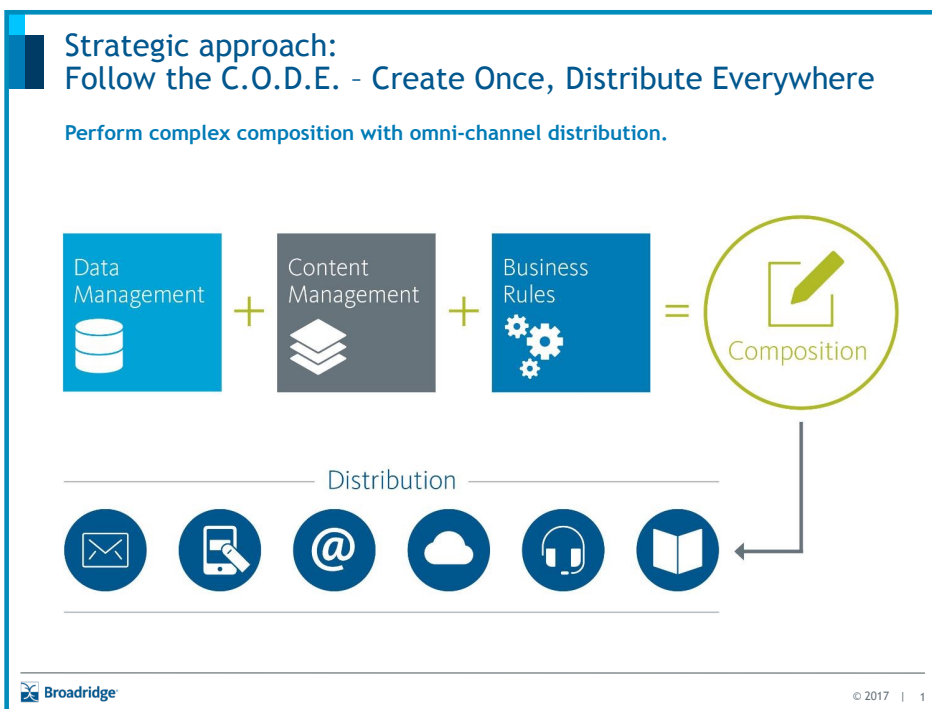 Strategic approach:
Follow the C.O.D.E. – Create Once, Distribute Everywhere
Perform complex composition with omni-channel distribution.
Data
Management
+
Content
Management
+
Business
Rules
=
Composition
Distribution
@
Broadridge
© 2017 | 1